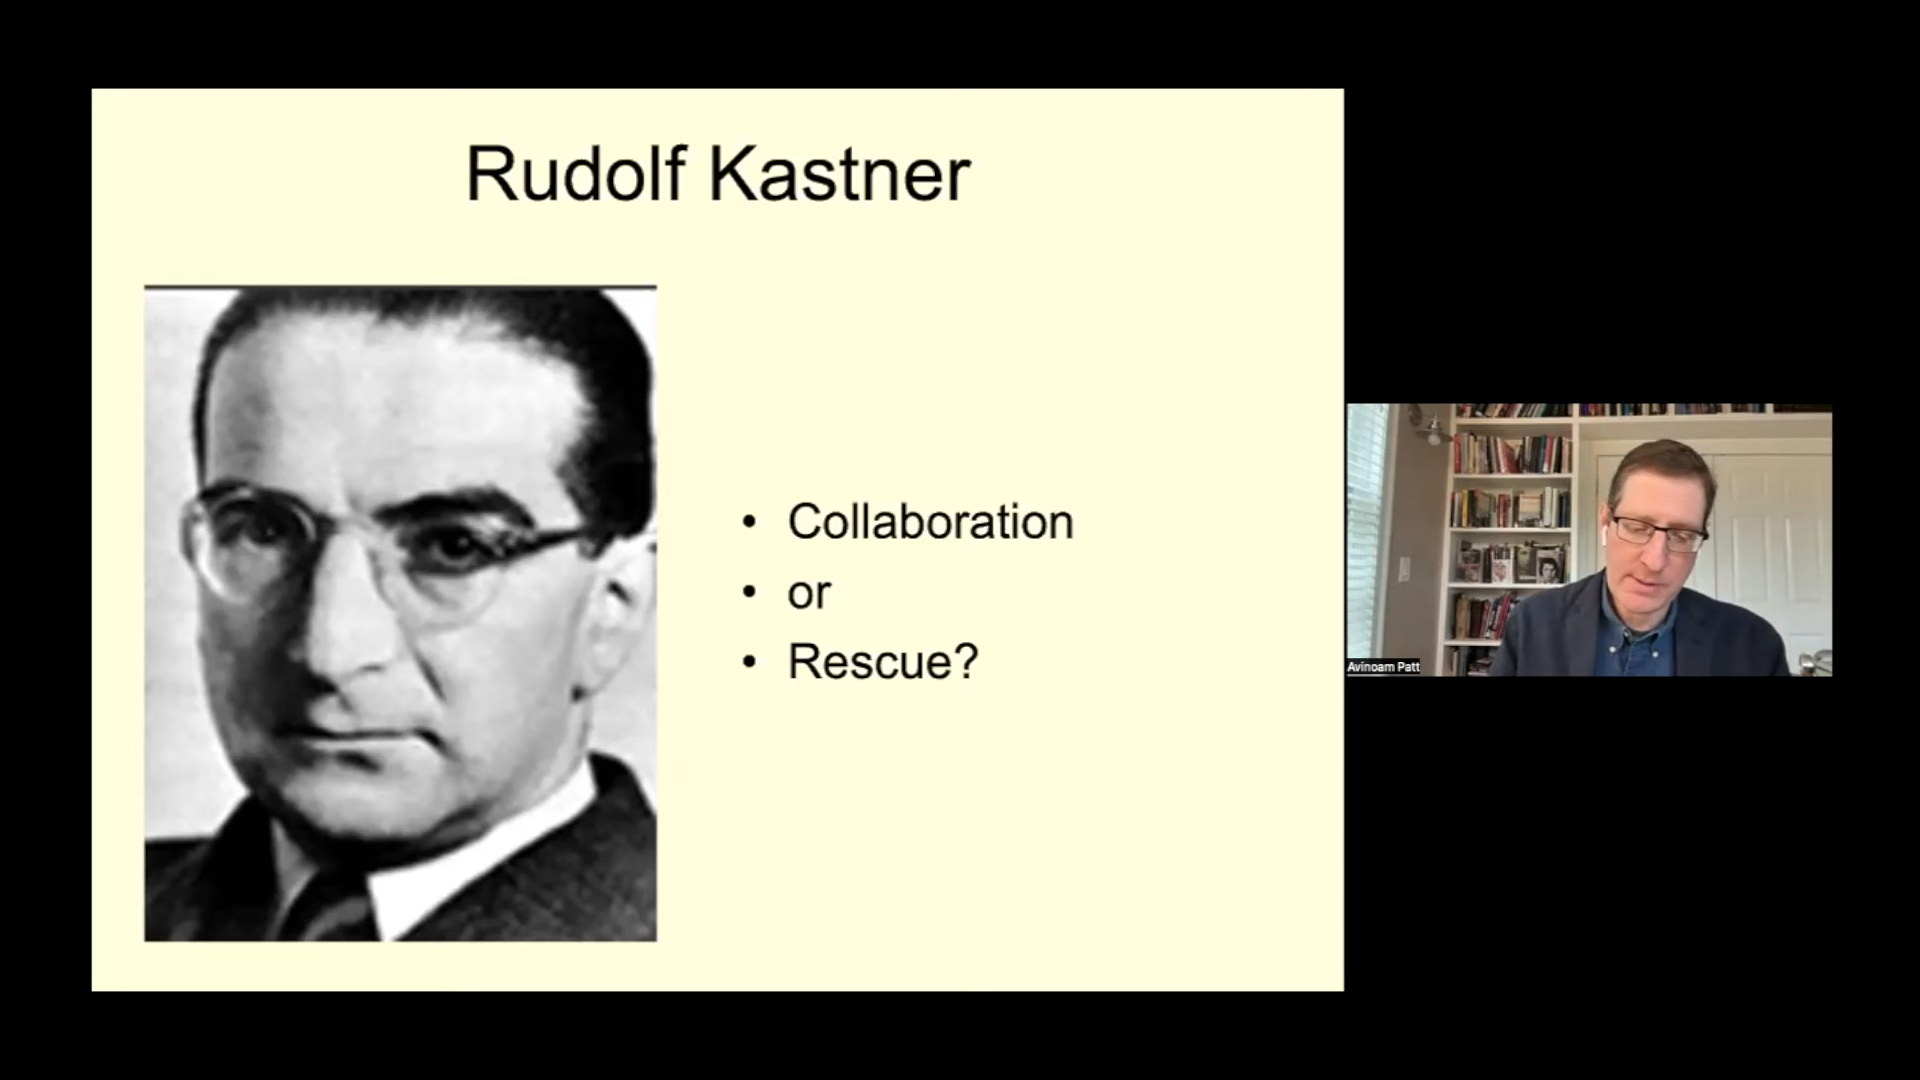 Rudolf Kastner
• Collaboration
• or
• Rescue?
Avinoam Patt